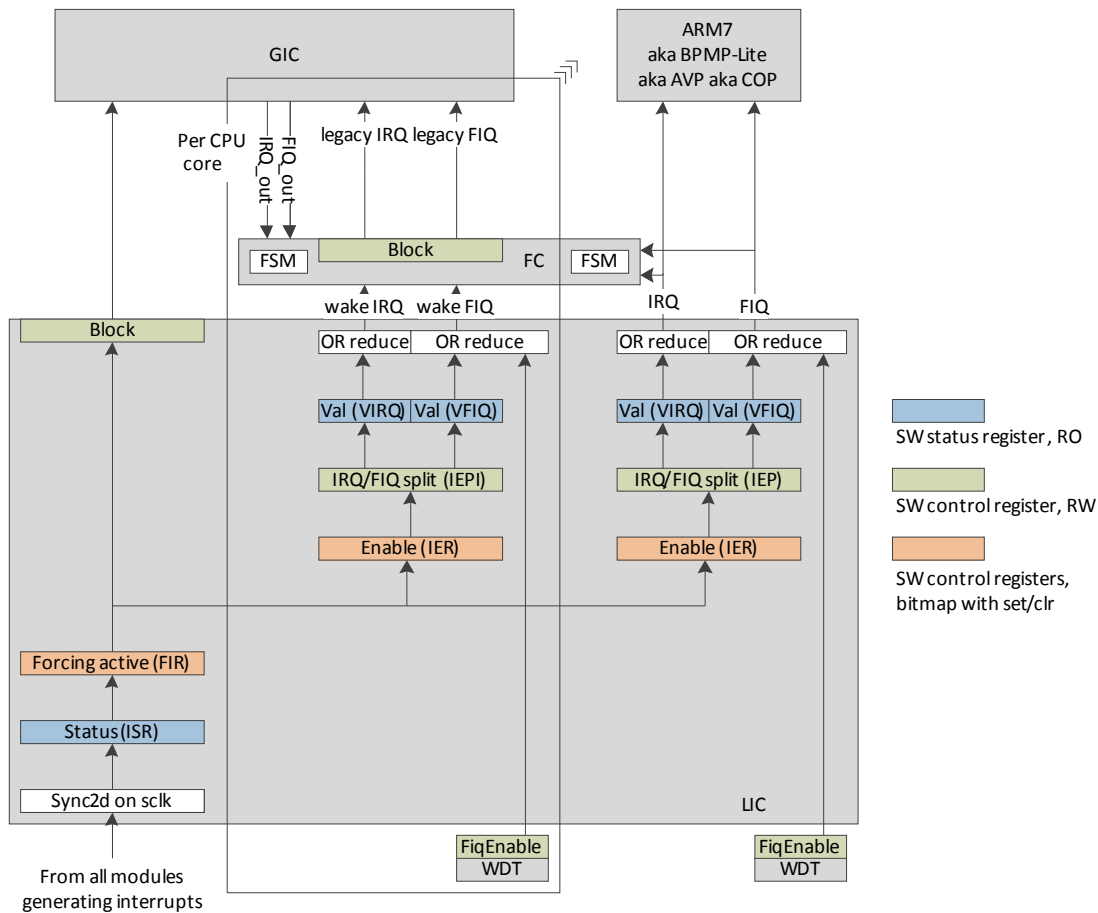 GIC
ARM7
aka BPMP-Lite
aka AVP aka COP
Per CPU
core
IRQ_out
FIQ_out
legacy IRQ
legacy FIQ
Block
FSM
FC
FSM
wake IRQ
wake FIQ
IRQ
FIQ
Block
OR reduce
OR reduce
OR reduce
OR reduce
Val (VIRQ)
Val (VFIQ)
Val (VIRQ)
Val (VFIQ)
SW status register, RO
IRQ/FIQ split (IEPI)
IRQ/FIQ split (IEP)
SW control register, RW
Enable (IER)
Enable (IER)
SW control registers,
bitmap with set/clr
Forcing active (FIR)
Status (ISR)
Sync2d on sclk
LIC
FiqEnable
WDT
FiqEnable
WDT
From all modules
generating interrupts